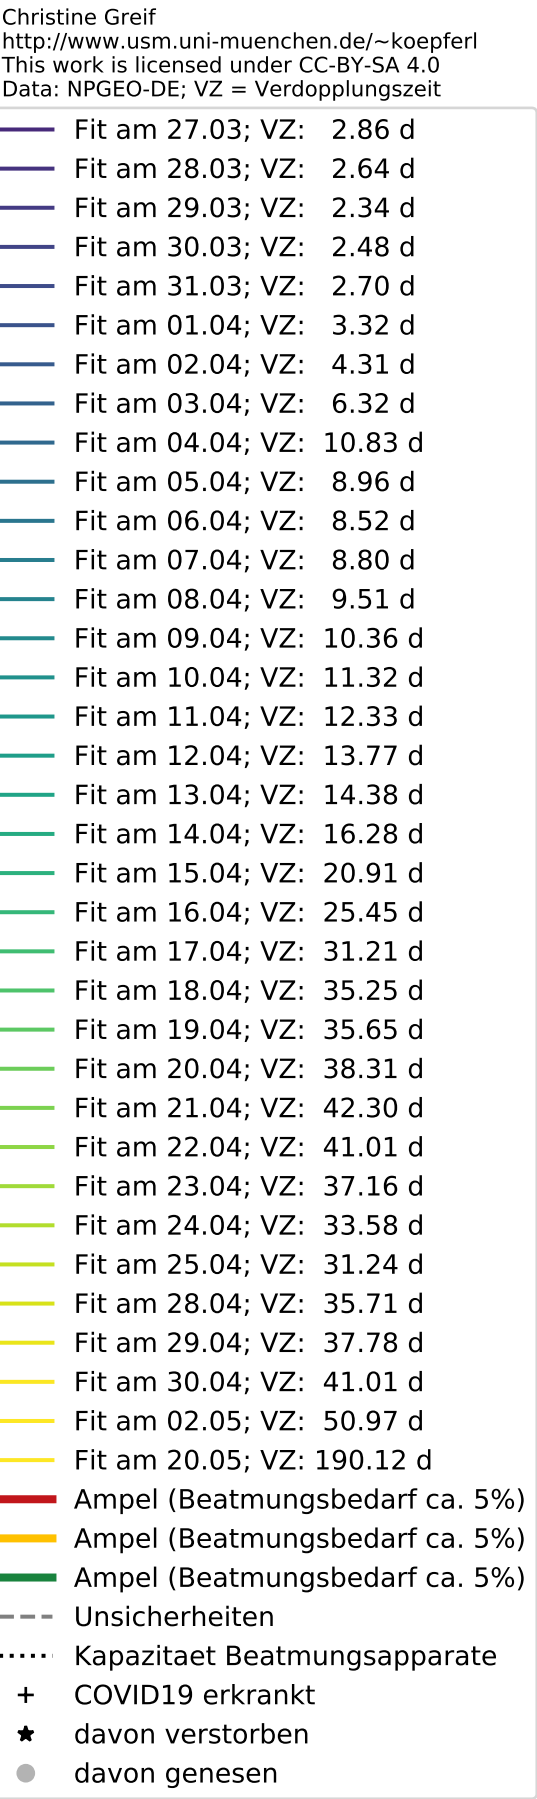 Christine Greif
http://www.usm.uni-muenchen.de/~koepferl
This work is licensed under CC-BY-SA 4.0
Data: NPGEO-DE; VZ = Verdopplungszeit
Fit am 27.03; VZ: 2.86 d
Fit am 28.03; VZ: 2.64 d
Fit am 29.03; VZ: 2.34 d
Fit am 30.03; VZ: 2.48 d
Fit am 31.03; VZ: 2.70 d
Fit am 01.04; VZ: 3.32 d
Fit am 02.04; VZ: 4.31 d
Fit am 03.04; VZ: 6.32 d
Fit am 04.04; VZ: 10.83 d
Fit am 05.04; VZ: 8.96 d
Fit am 06.04; VZ: 8.52 d
Fit am 07.04; VZ: 8.80 d
Fit am 08.04; VZ: 9.51 d
Fit am 09.04; VZ: 10.36 d
Fit am 10.04; VZ: 11.32 d
Fit am 11.04; VZ: 12.33 d
Fit am 12.04; VZ: 13.77 d
Fit am 13.04; VZ: 14.38 d
Fit am 14.04; VZ: 16.28 d
Fit am 15.04; VZ: 20.91 d
Fit am 16.04; VZ: 25.45 d
Fit am 17.04; VZ: 31.21 d
Fit am 18.04; VZ: 35.25 d
Fit am 19.04; VZ: 35.65 d
Fit am 20.04; VZ: 38.31 d
Fit am 21.04; VZ: 42.30 d
Fit am 22.04; VZ: 41.01 d
Fit am 23.04; VZ: 37.16 d
Fit am 24.04; VZ: 33.58 d
Fit am 25.04; VZ: 31.24 d
Fit am 28.04; VZ: 35.71 d
Fit am 29.04; VZ: 37.78 d
Fit am 30.04; VZ: 41.01 d
Fit am 02.05; VZ: 50.97 d
Fit am 20.05; VZ: 190.12 d
Ampel (Beatmungsbedarf ca. 5%)
Ampel (Beatmungsbedarf ca. 5%)
Ampel (Beatmungsbedarf ca. 5%)
Unsicherheiten
Kapazitaet Beatmungsapparate
COVID19 erkrankt
davon verstorben
davon genesen